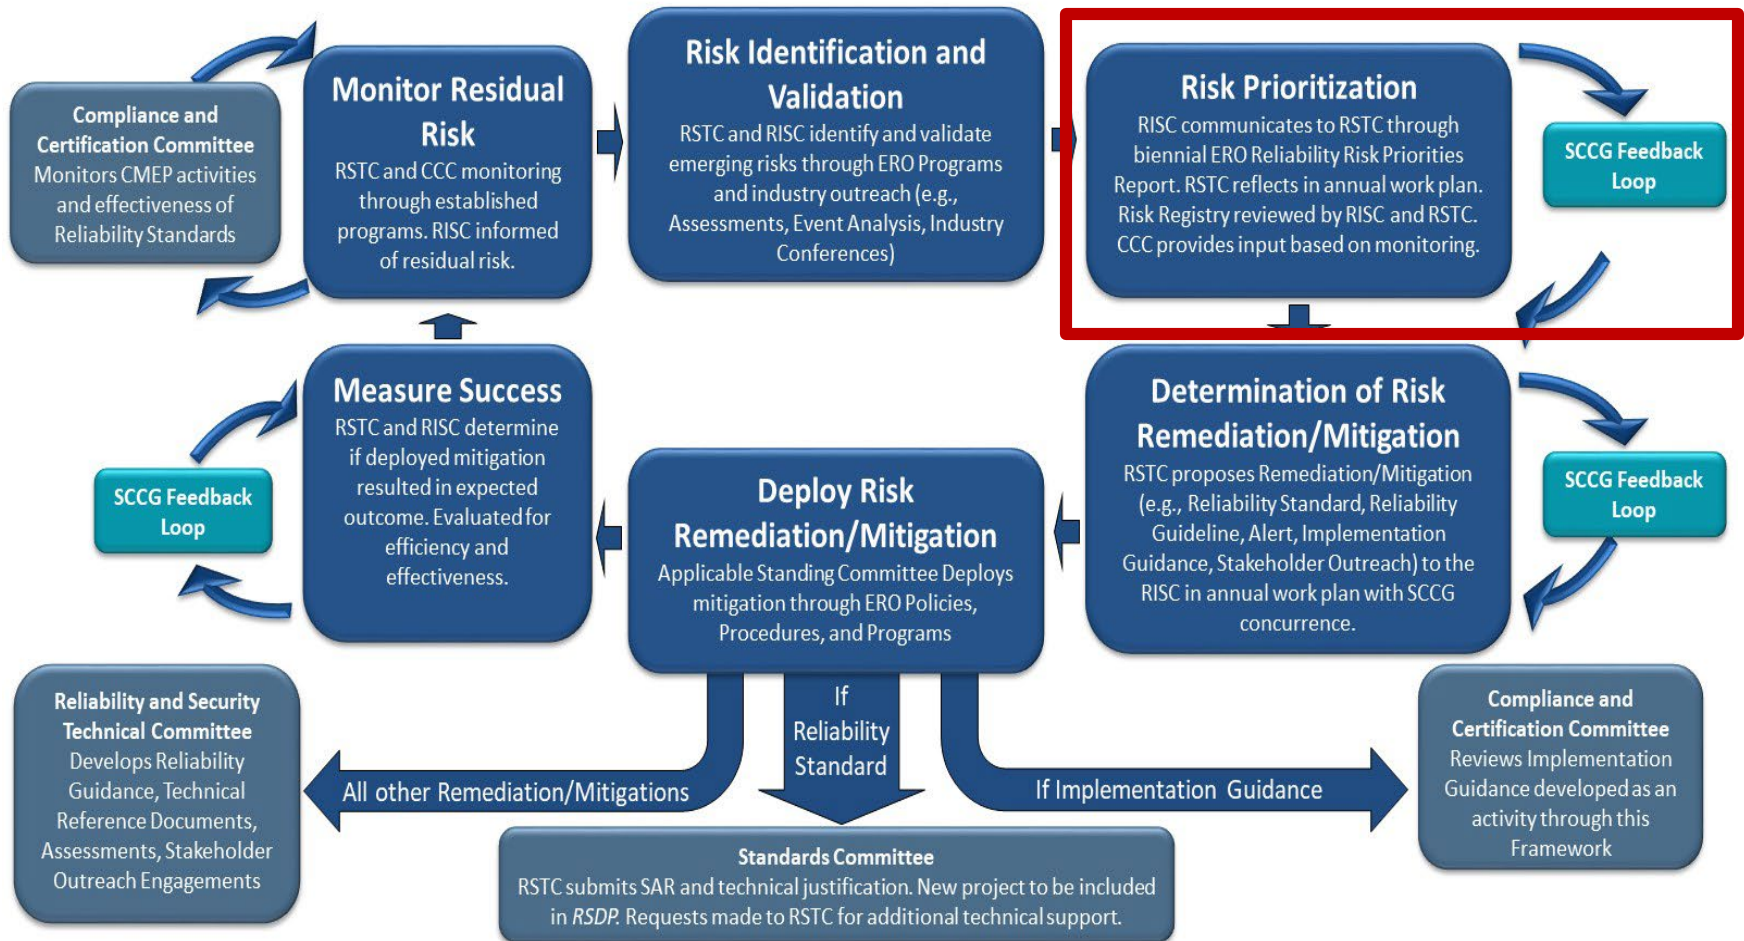 Compliance and
Certification Committee
Monitors CMEP activities
and effectiveness of
Reliability Standards
Monitor Residual
Risk
RSTC and CCC monitoring
through established
programs. RISC informed
of residual risk.
Risk Identification and
Validation
RSTC and RISC identify and validate
emerging risks through ERO Programs
and industry outreach (e.g.,
Assessments, Event Analysis, Industry
Conferences)
Risk Prioritization
RISC communicates to RSTC through
biennial ERO Reliability Risk Priorities
Report. RSTC reflects in annual work plan.
Risk Registry reviewed by RISC and RSTC.
CCC provides input based on monitoring.
SCCG Feedback
Loop
SCCG Feedback
Loop
Measure Success
RSTC and RISC determine
if deployed mitigation
resulted in expected
outcome. Evaluated for
efficiency and
effectiveness.
Deploy Risk
Remediation/Mitigation
Applicable Standing Committee Deploys
mitigation through ERO Policies,
Procedures, and Programs
Determination of Risk
Remediation/Mitigation
RSTC proposes Remediation/Mitigation
(e.g., Reliability Standard, Reliability
Guideline, Alert, Implementation
Guidance, Stakeholder Outreach) to the
RISC in annual work plan with SCCG
concurrence.
SCCG Feedback
Loop
Reliability and Security
Technical Committee
Develops Reliability
Guidance, Technical
Reference Documents,
Assessments, Stakeholder
Outreach Engagements
All other Remediation/Mitigations
If
Reliability
Standard
If Implementation Guidance
Compliance and
Certification Committee
Reviews Implementation
Guidance developed as an
activity through this
Framework
Standards Committee
RSTC submits SAR and technical justification. New project to be included
in RSDP. Requests made to RSTC for additional technical support.